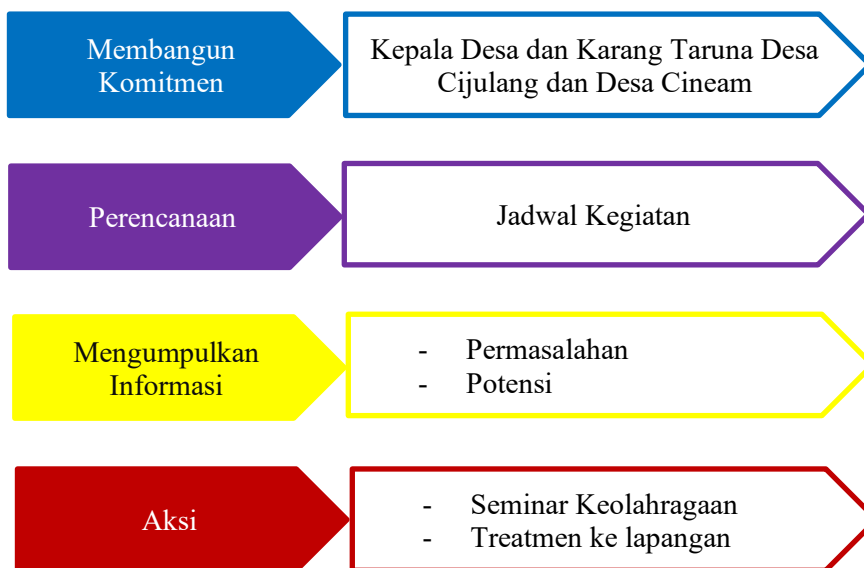 Membangun
Komitmen
Kepala Desa dan Karang Taruna Desa
Cijulang dan Desa Cineam
Perencanaan
Jadwal Kegiatan
Mengumpulkan
Informasi
- Permasalahan
- Potensi
Aksi
- Seminar Keolahragaan
- Treatmen ke lapangan